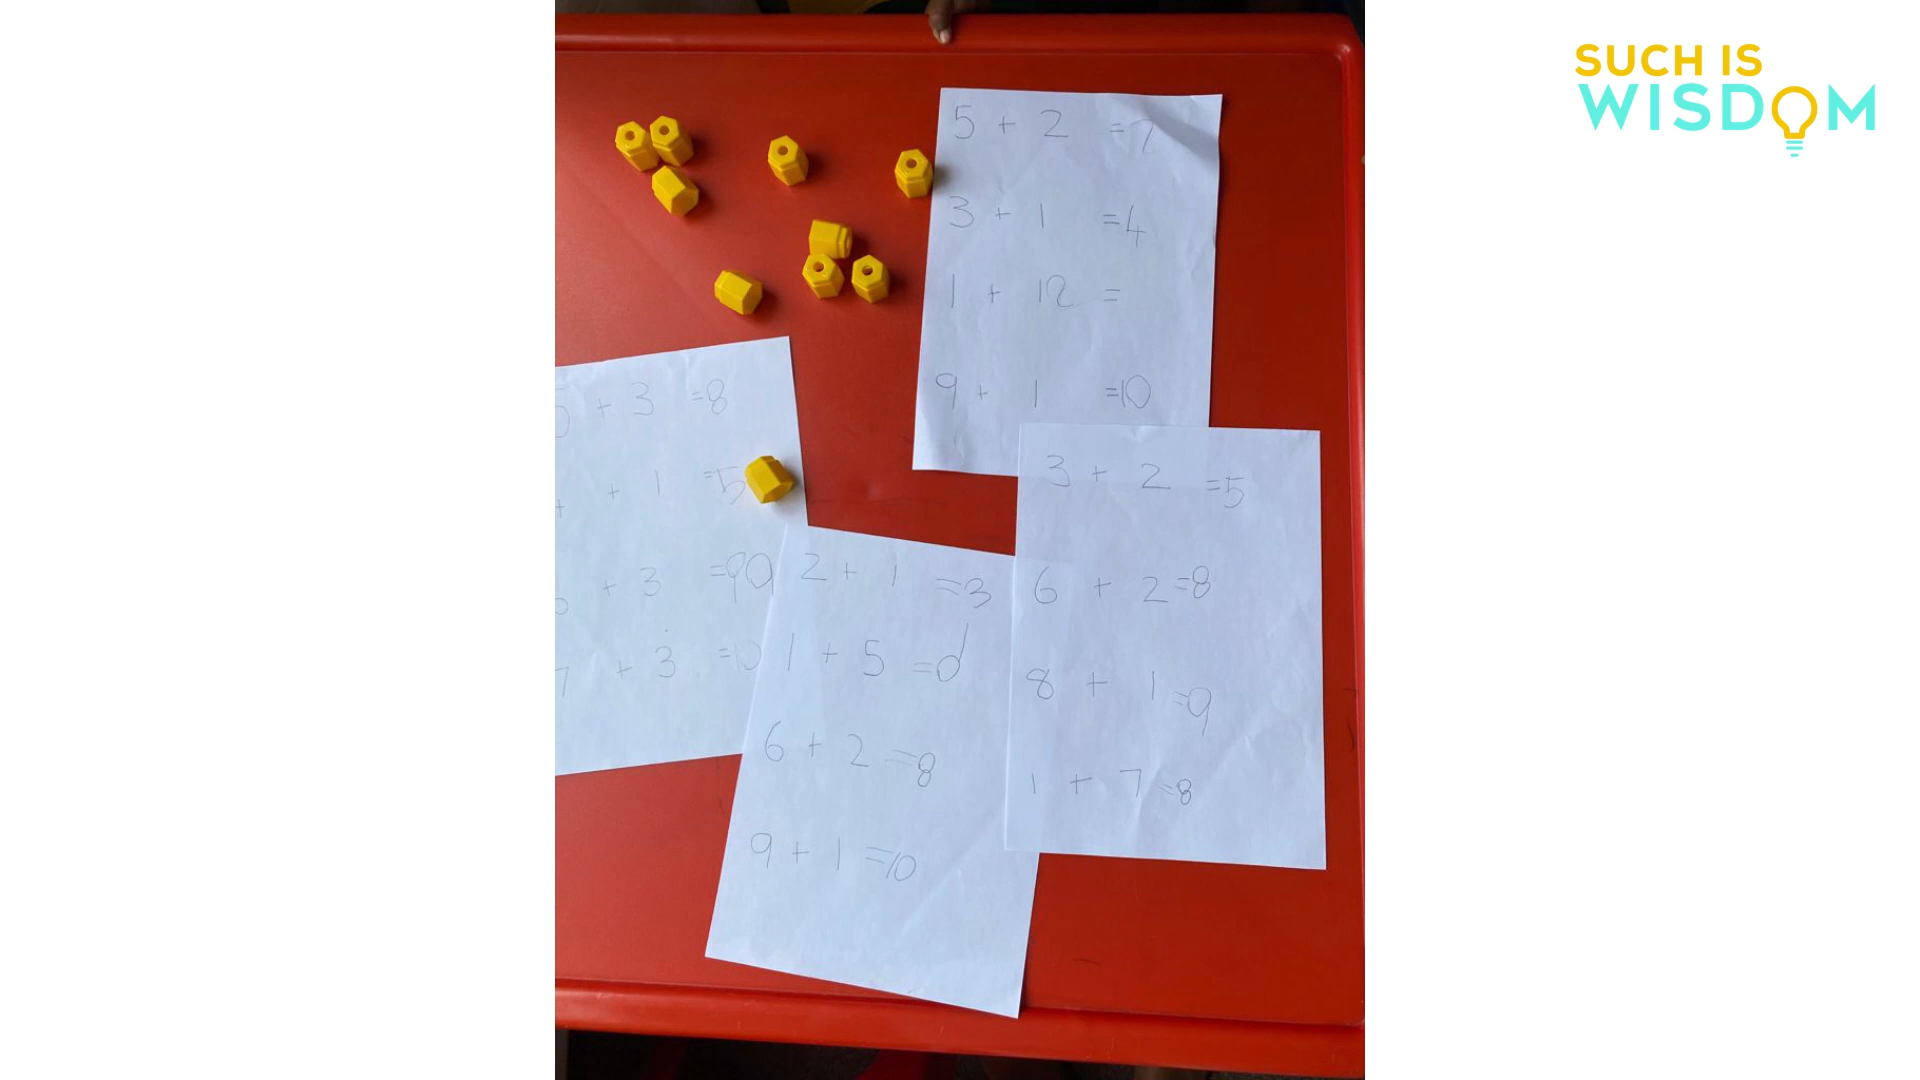 SUCH IS
WISDOM
5 + 2 =7
3 + 1 =4
1 + 12 =
9 + 1 =10
5 + 3 =8
+ 1 =5
+ 3 =90
7 + 3 =10
2 + 1 =3
1 + 5 =d
6 + 2 =8
9 + 1 =10
3 + 2 =5
6 + 2 =8
8 + 1 =9
1 + 7 =8